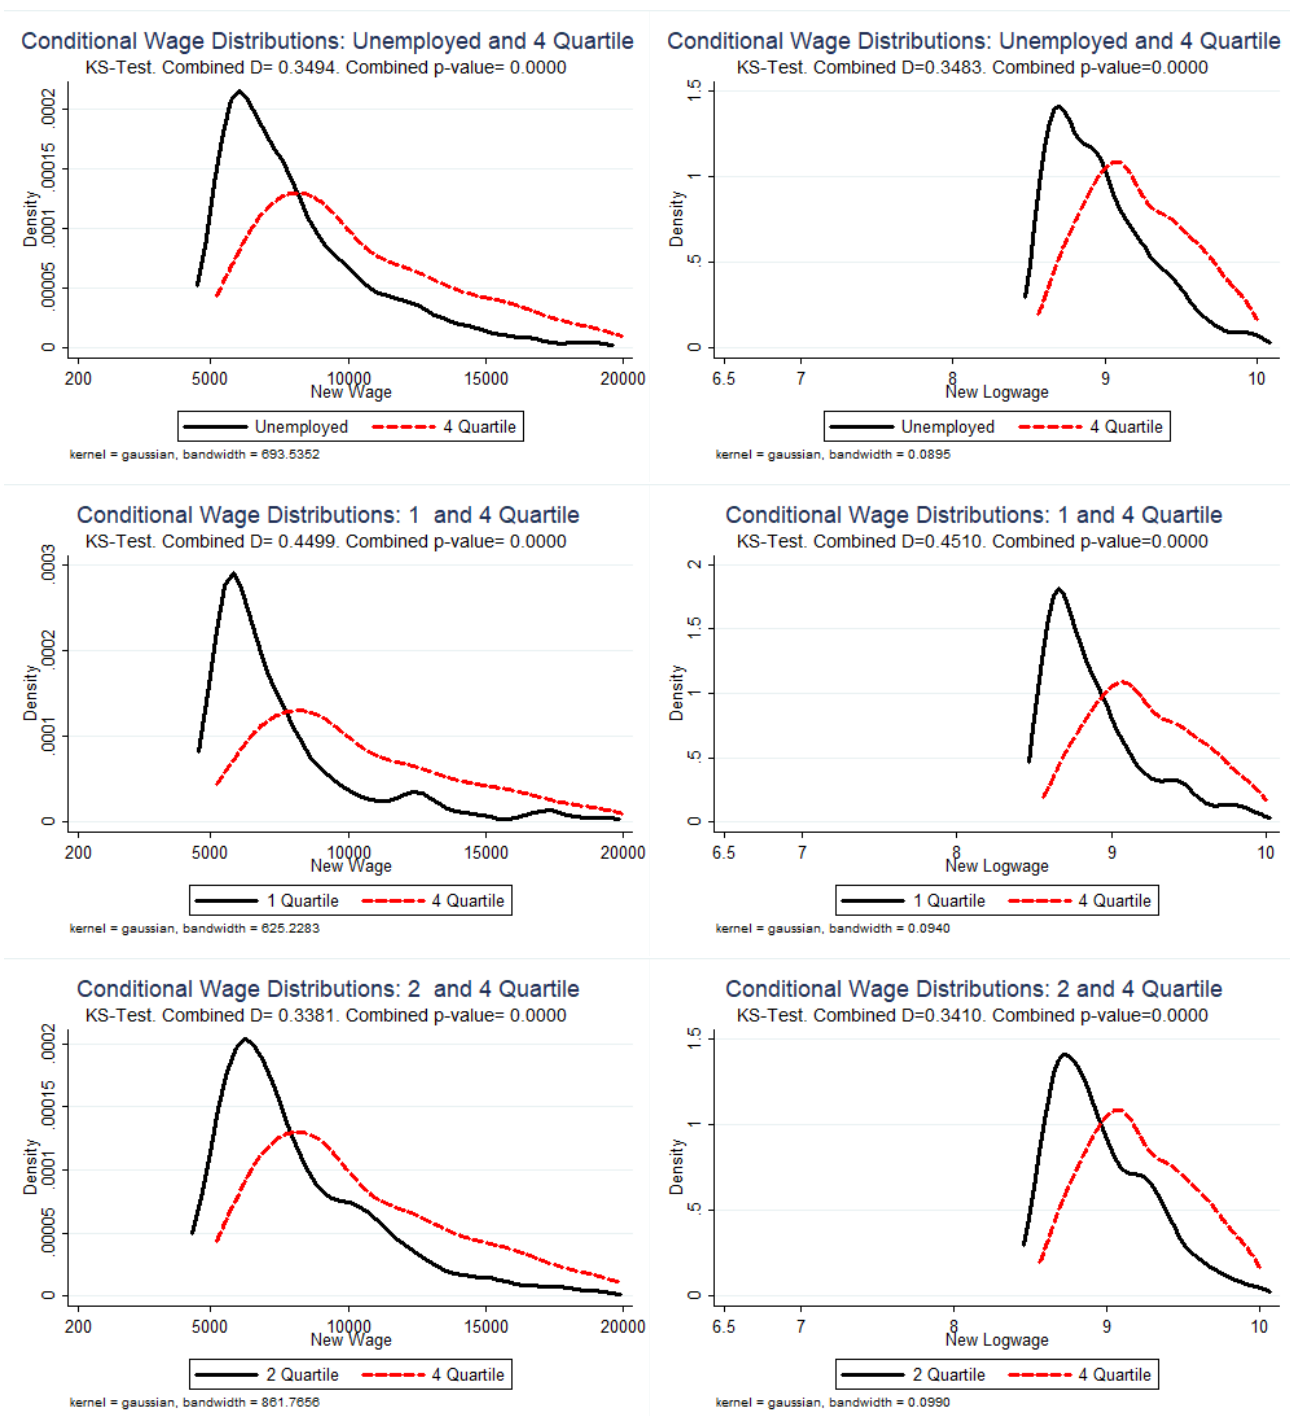 Conditional Wage Distributions: Unemployed and 4 Quartile
KS-Test. Combined D= 0.3494. Combined p-value= 0.0000
Density
.0002
.00015
.0001
.00005
0
200 5000 10000 15000 20000
New Wage
Unemployed 4 Quartile
kernel = gaussian, bandwidth = 693.5352
Conditional Wage Distributions: Unemployed and 4 Quartile
KS-Test. Combined D=0.3483. Combined p-value=0.0000
Density
1.5
1
.5
0
6.5 7 8 9 10
New Logwage
Unemployed 4 Quartile
kernel = gaussian, bandwidth = 0.0895
Conditional Wage Distributions: 1 and 4 Quartile
KS-Test. Combined D= 0.4499. Combined p-value= 0.0000
Density
.0003
.0002
.0001
0
200 5000 10000 15000 20000
New Wage
1 Quartile 4 Quartile
kernel = gaussian, bandwidth = 625.2283
Conditional Wage Distributions: 1 and 4 Quartile
KS-Test. Combined D=0.4510. Combined p-value=0.0000
Density
2
1.5
1
.5
0
6.5 7 8 9 10
New Logwage
1 Quartile 4 Quartile
kernel = gaussian, bandwidth = 0.0940
Conditional Wage Distributions: 2 and 4 Quartile
KS-Test. Combined D= 0.3381. Combined p-value= 0.0000
Density
.0002
.00015
.0001
.00005
0
200 5000 10000 15000 20000
New Wage
2 Quartile 4 Quartile
kernel = gaussian, bandwidth = 861.7656
Conditional Wage Distributions: 2 and 4 Quartile
KS-Test. Combined D=0.3410. Combined p-value=0.0000
Density
1.5
1
.5
0
6.5 7 8 9 10
New Logwage
2 Quartile 4 Quartile
kernel = gaussian, bandwidth = 0.0990